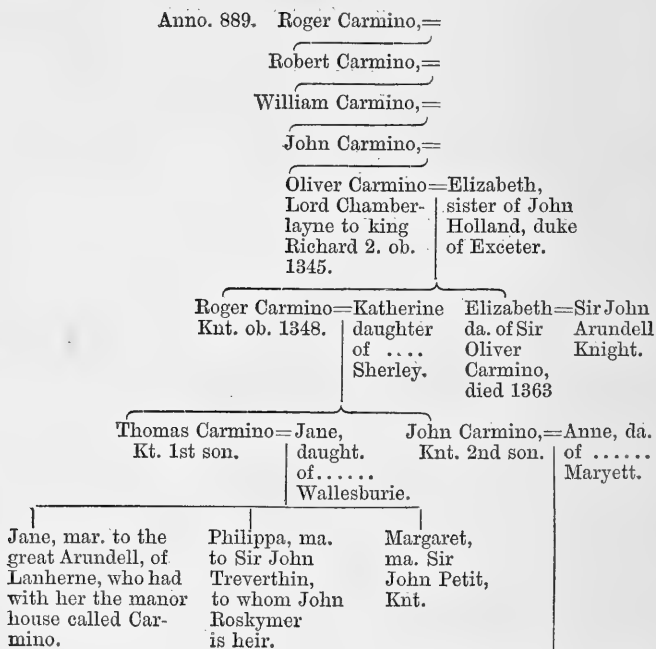 Anno. 889. Roger Carmino,=
Robert Carmino,=
William Carmino,=
John Carmino,=
Oliver Carmino=Elizabeth,
Lord Chamber- sister of John
layne to king Holland, duke
Richard 2. ob. of Exceter.
1345.
Roger Carmino=Katherine Elizabeth=Sir John
Knt. ob. 1348. daughter da. of Sir Arundell
of .... Oliver Knight.
Sherley. Carmino,
died 1363
Thomas Carmino=Jane, John Carmino,=Anne, da.
Kt. 1st son. daught. Knt. 2nd son. of ......
of...... Maryett.
Wallesburie.
Jane, mar. to the Philippa, ma. Margaret,
great Arundell, of to Sir John ma. Sir
Lanherne, who had Treverthin, John Petit,
with her the manor to whom John Knt.
house called Car- Roskymer
mino. is heir.